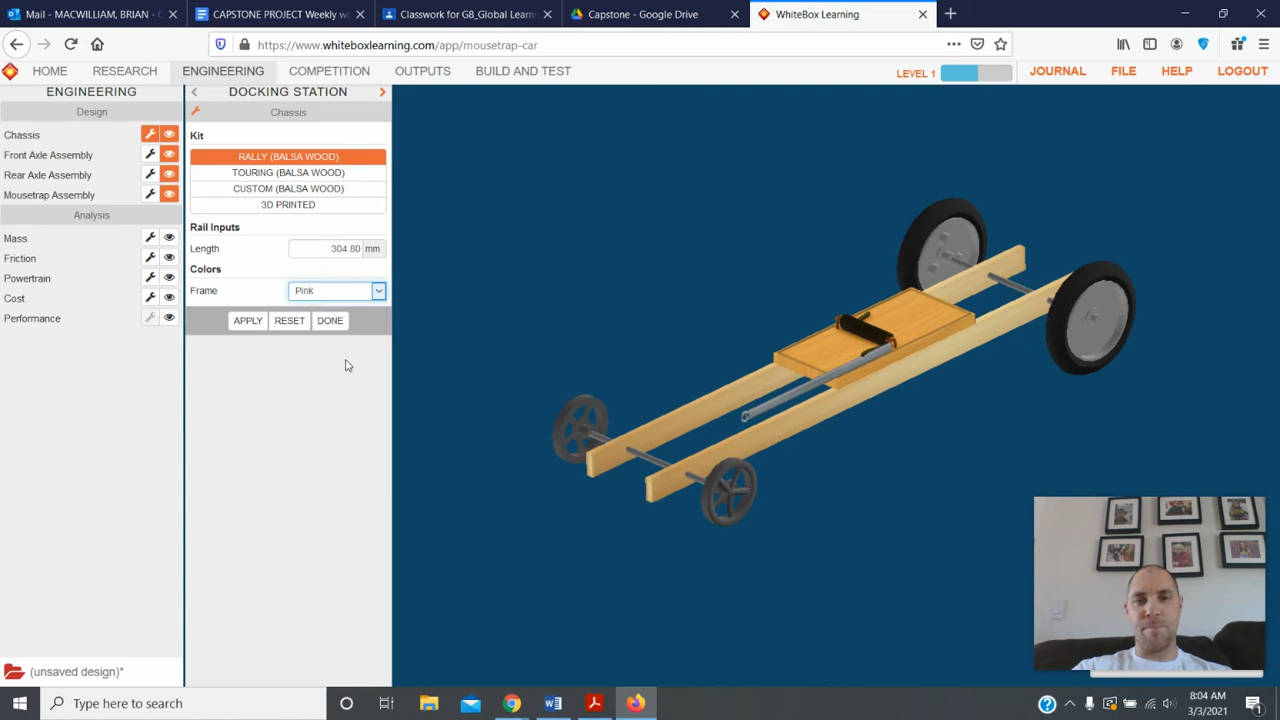 Mail - MACWILLIAM, BRIAN - C
CAPSTONE PROJECT Weekly w
Classwork for G8_Global Learn
Capstone - Google Drive
WhiteBox Learning
https://www.whiteboxlearning.com/app/mousetrap-car
HOME RESEARCH ENGINEERING COMPETITION OUTPUTS BUILD AND TEST LEVEL 1 JOURNAL FILE HELP LOGOUT
ENGINEERING
Design
Chassis
Front Axle Assembly
Rear Axle Assembly
Mousetrap Assembly
Analysis
Mass
Friction
Powertrain
Cost
Performance
(unsaved design)*
DOCKING STATION
Chassis
Kit
RALLY (BALSA WOOD)
TOURING (BALSA WOOD)
CUSTOM (BALSA WOOD)
3D PRINTED
Rail Inputs
Length 304.80 mm
Colors
Frame Pink
APPLY RESET DONE
Type here to search
8:04 AM
3/3/2021
1